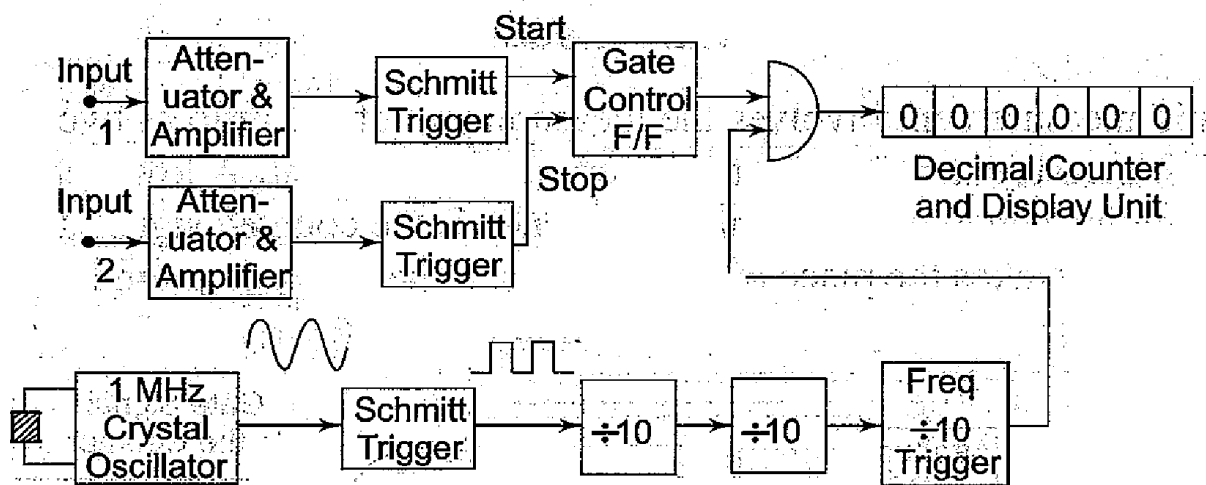 Input
1
Atten-
uator &
Amplifier
Schmitt
Trigger
Start
Stop
Gate
Control
F/F
0 0 0 0 0 0
Decimal Counter
and Display Unit
Input
2
Atten-
uator &
Amplifier
Schmitt
Trigger
1 MHz
Crystal
Oscillator
Schmitt
Trigger
÷10
÷10
Freq
÷10
Trigger